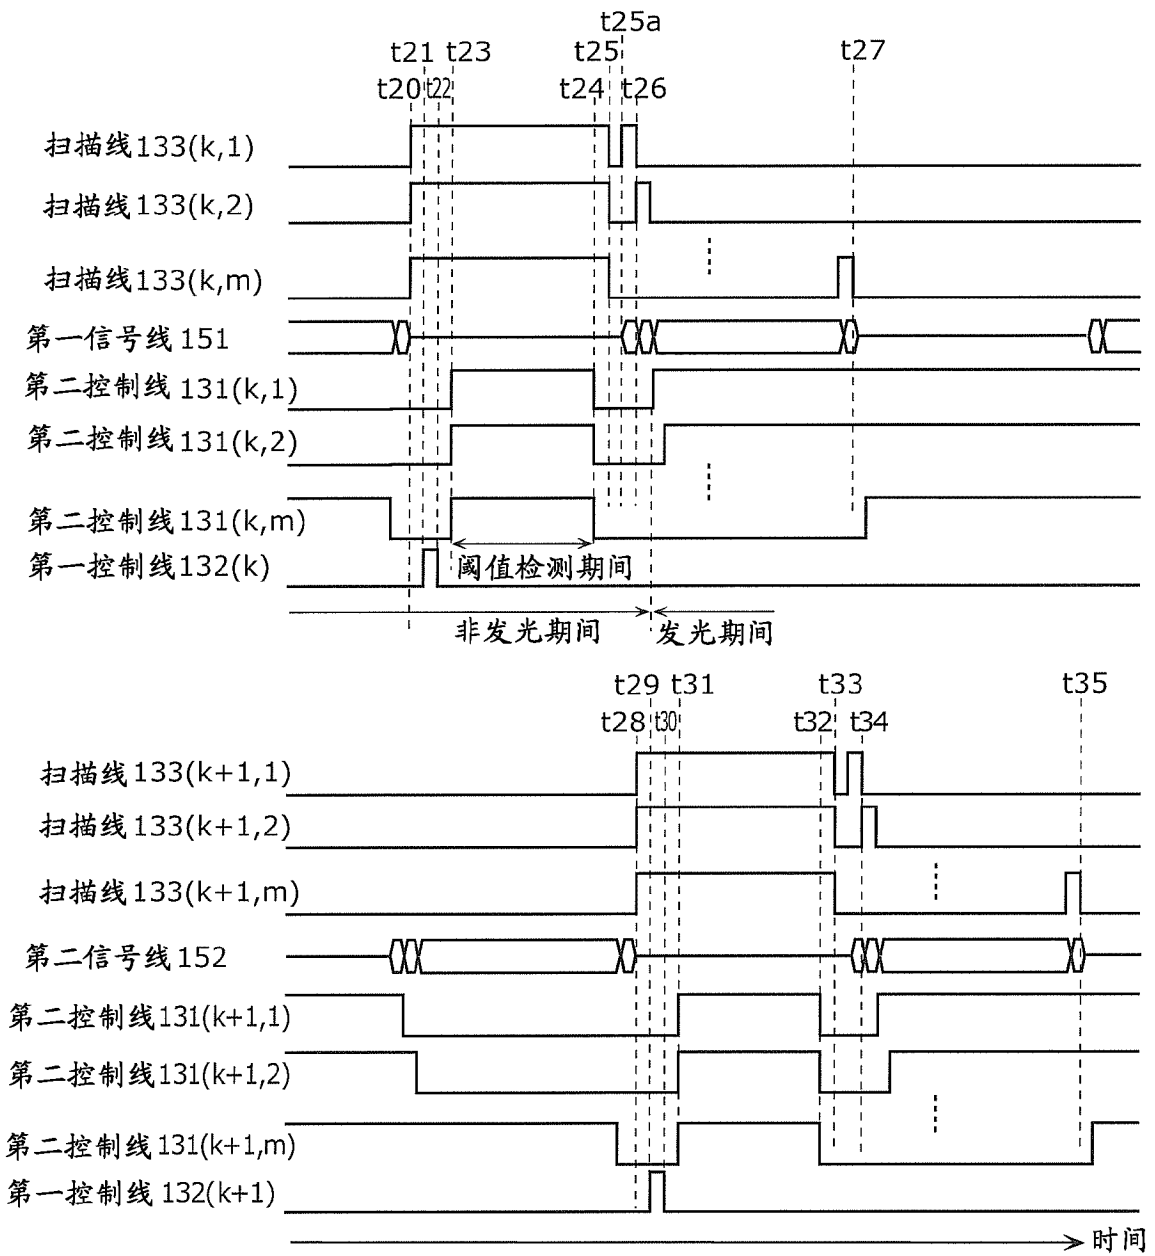 t25a
t21 t23 t25 t27
t20 t22 t24 t26
扫描线133(k,1)
扫描线133(k,2)
扫描线133(k,m)
第一信号线151
第二控制线131(k,1)
第二控制线131(k,2)
第二控制线131(k,m)
第一控制线132(k)
阈值检测期间
非发光期间 发光期间
t29 t31 t33 t35
t28 t30 t32 t34
扫描线133(k+1,1)
扫描线133(k+1,2)
扫描线133(k+1,m)
第二信号线152
第二控制线131(k+1,1)
第二控制线131(k+1,2)
第二控制线131(k+1,m)
第一控制线132(k+1)
时间